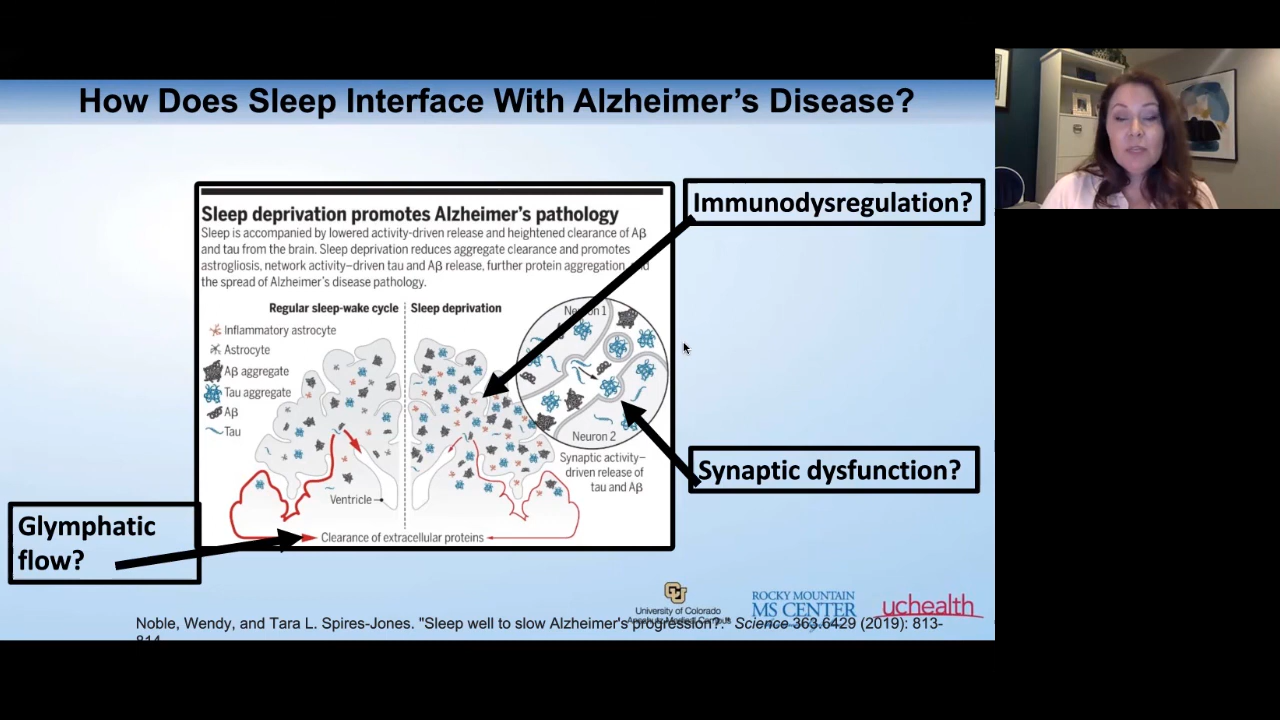 How Does Sleep Interface With Alzheimer's Disease?
Immunodysregulation?
Sleep deprivation promotes Alzheimer's pathology
Sleep is accompanied by lowered activity-driven release and heightened clearance of Aβ
and tau from the brain. Sleep deprivation reduces aggregate clearance and promotes
astrogliosis, network activity–driven tau and Aβ release, further protein aggregation,
the spread of Alzheimer's disease pathology.
Regular sleep-wake cycle
Sleep deprivation
Neuron 1
Inflammatory astrocyte
Astrocyte
Aβ aggregate
Tau aggregate
Aβ
Tau
Neuron 2
Synaptic activity–
driven release of
tau and Aβ
Synaptic dysfunction?
Ventricle
Glymphatic
flow?
Clearance of extracellular proteins
CU
University of Colorado
Anschutz Medical Campus
ROCKY MOUNTAIN
MS CENTER
uchealth
Noble, Wendy, and Tara L. Spires-Jones. "Sleep well to slow Alzheimer's progression?." Science 363.6429 (2019): 813-
814.